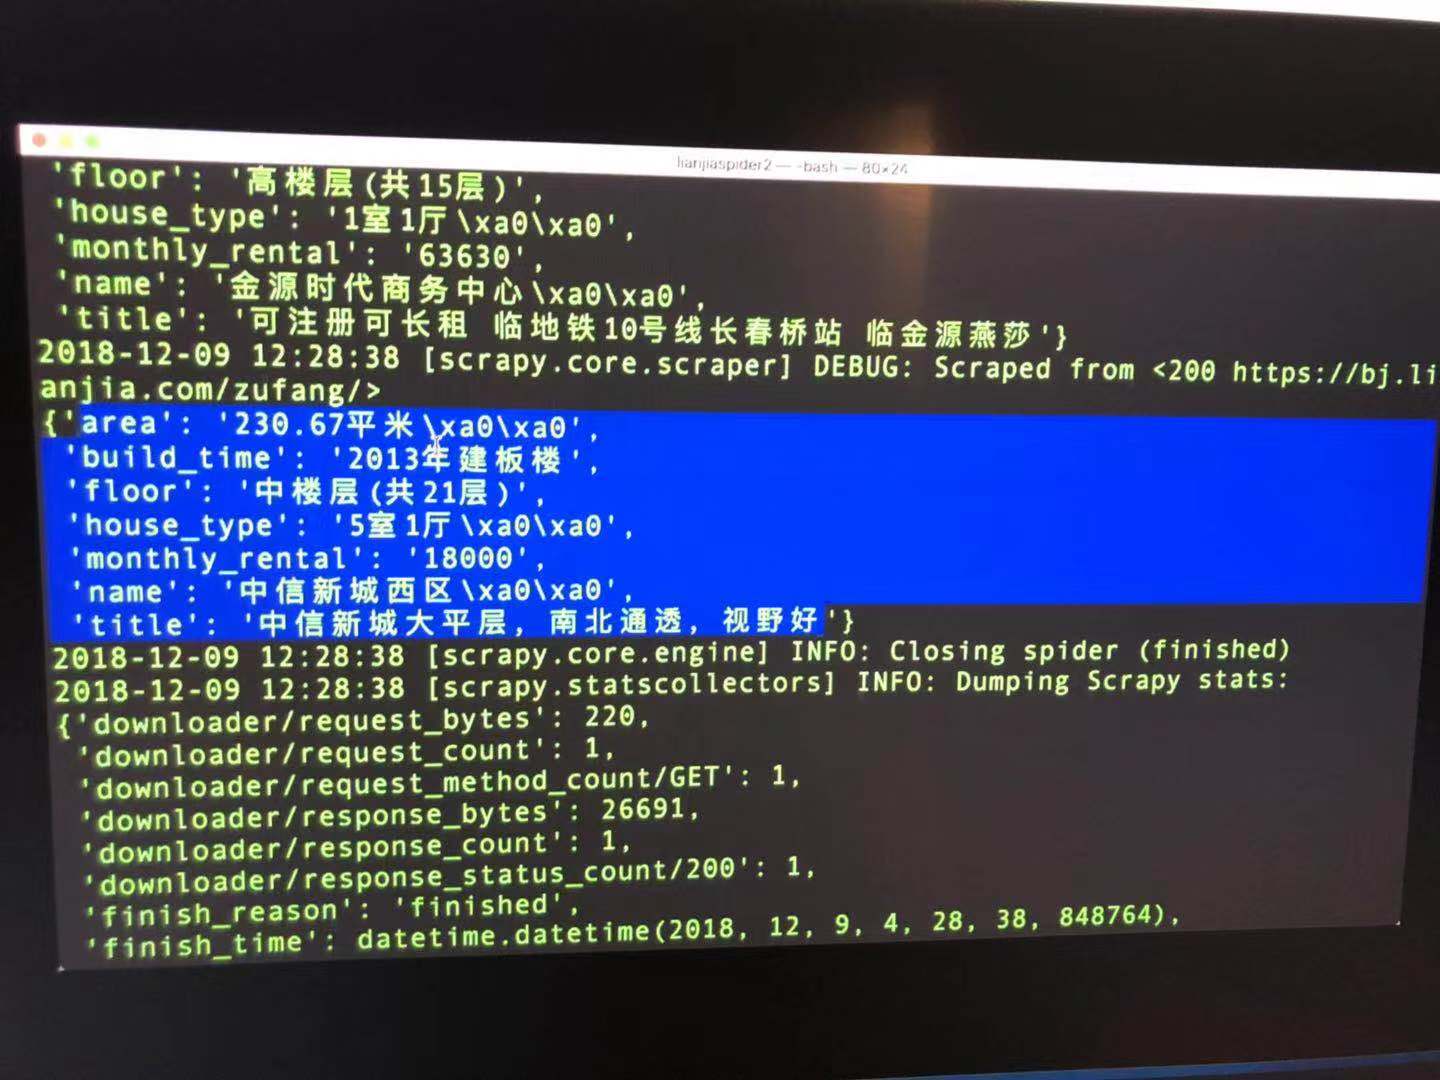 lianjiaspider2 — -bash — 80×24
'floor': '高楼层(共15层)',
'house_type': '1室1厅\xa0\xa0',
'monthly_rental': '63630',
'name': '金源时代商务中心\xa0\xa0',
'title': '可注册可长租 临地铁10号线长春桥站 临金源燕莎'}
2018-12-09 12:28:38 [scrapy.core.scraper] DEBUG: Scraped from <200 https://bj.li
anjia.com/zufang/>
{'area': '230.67平米\xa0\xa0',
'build_time': '2013年建板楼',
'floor': '中楼层(共21层)',
'house_type': '5室1厅\xa0\xa0',
'monthly_rental': '18000',
'name': '中信新城西区\xa0\xa0',
'title': '中信新城大平层, 南北通透, 视野好'}
2018-12-09 12:28:38 [scrapy.core.engine] INFO: Closing spider (finished)
2018-12-09 12:28:38 [scrapy.statscollectors] INFO: Dumping Scrapy stats:
{'downloader/request_bytes': 220,
'downloader/request_count': 1,
'downloader/request_method_count/GET': 1,
'downloader/response_bytes': 26691,
'downloader/response_count': 1,
'downloader/response_status_count/200': 1,
'finish_reason': 'finished',
'finish_time': datetime.datetime(2018, 12, 9, 4, 28, 38, 848764),